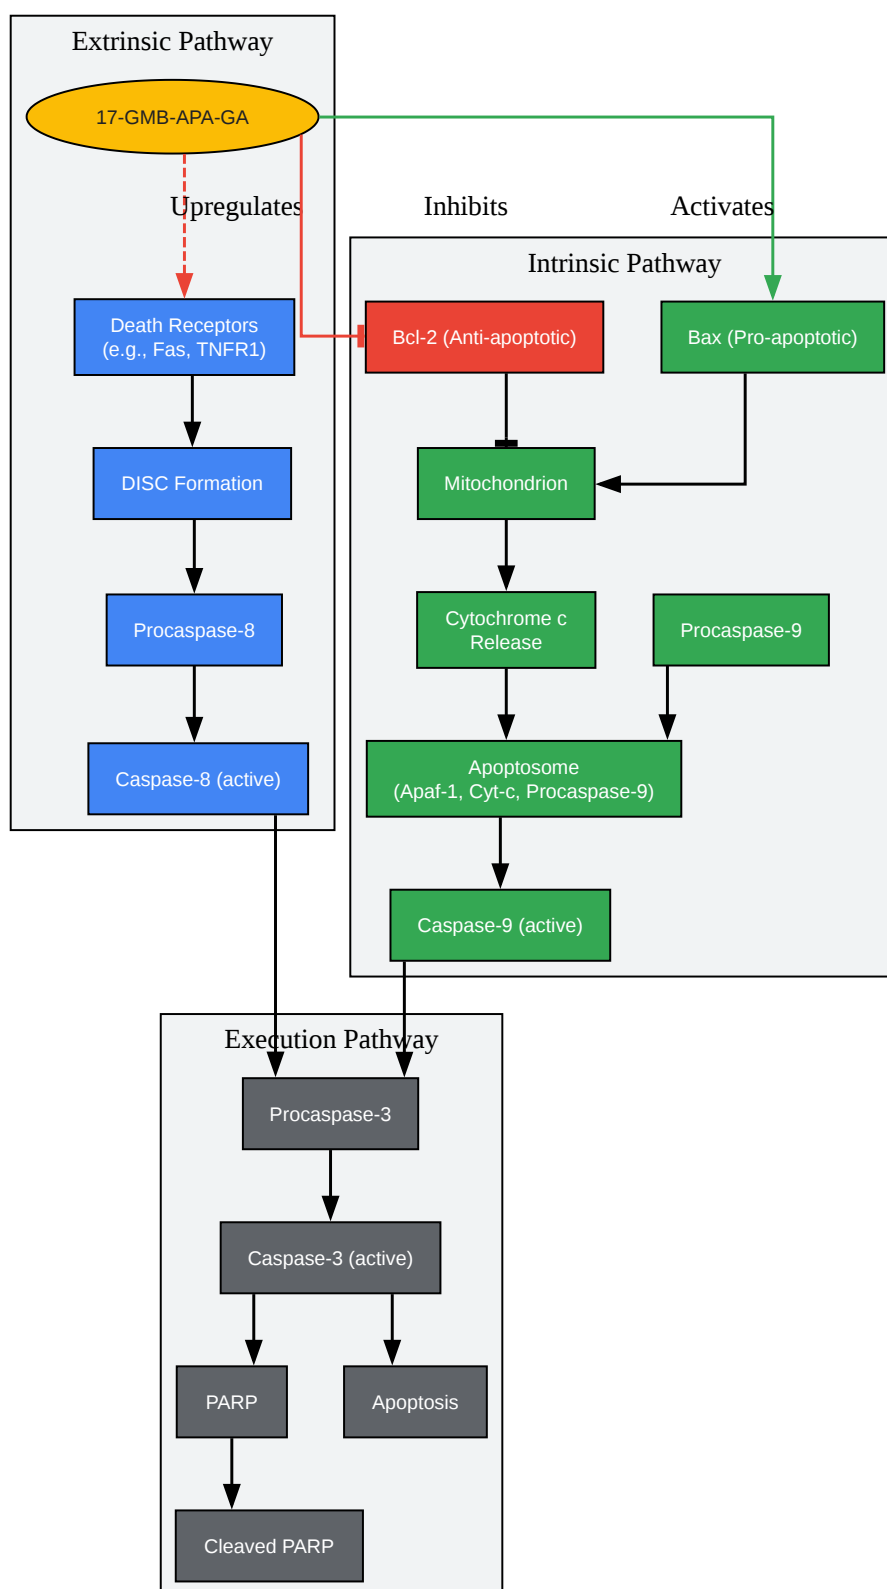 Extrinsic Pathway
17-GMB-APA-GA
Upregulates
Inhibits
Activates
Intrinsic Pathway
Death Receptors
(e.g., Fas, TNFR1)
Bcl-2 (Anti-apoptotic)
Bax (Pro-apoptotic)
DISC Formation
Mitochondrion
Procaspase-8
Cytochrome c
Release
Procaspase-9
Caspase-8 (active)
Apoptosome
(Apaf-1, Cyt-c, Procaspase-9)
Caspase-9 (active)
Execution Pathway
Procaspase-3
Caspase-3 (active)
PARP
Apoptosis
Cleaved PARP